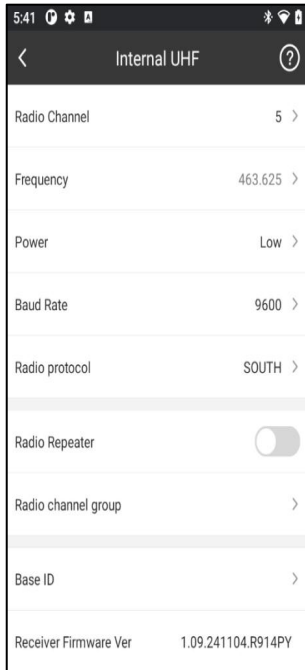 5:41
Internal UHF
Radio Channel 5
Frequency 463.625
Power Low
Baud Rate 9600
Radio protocol SOUTH
Radio Repeater
Radio channel group
Base ID
Receiver Firmware Ver 1.09.241104.R914PY